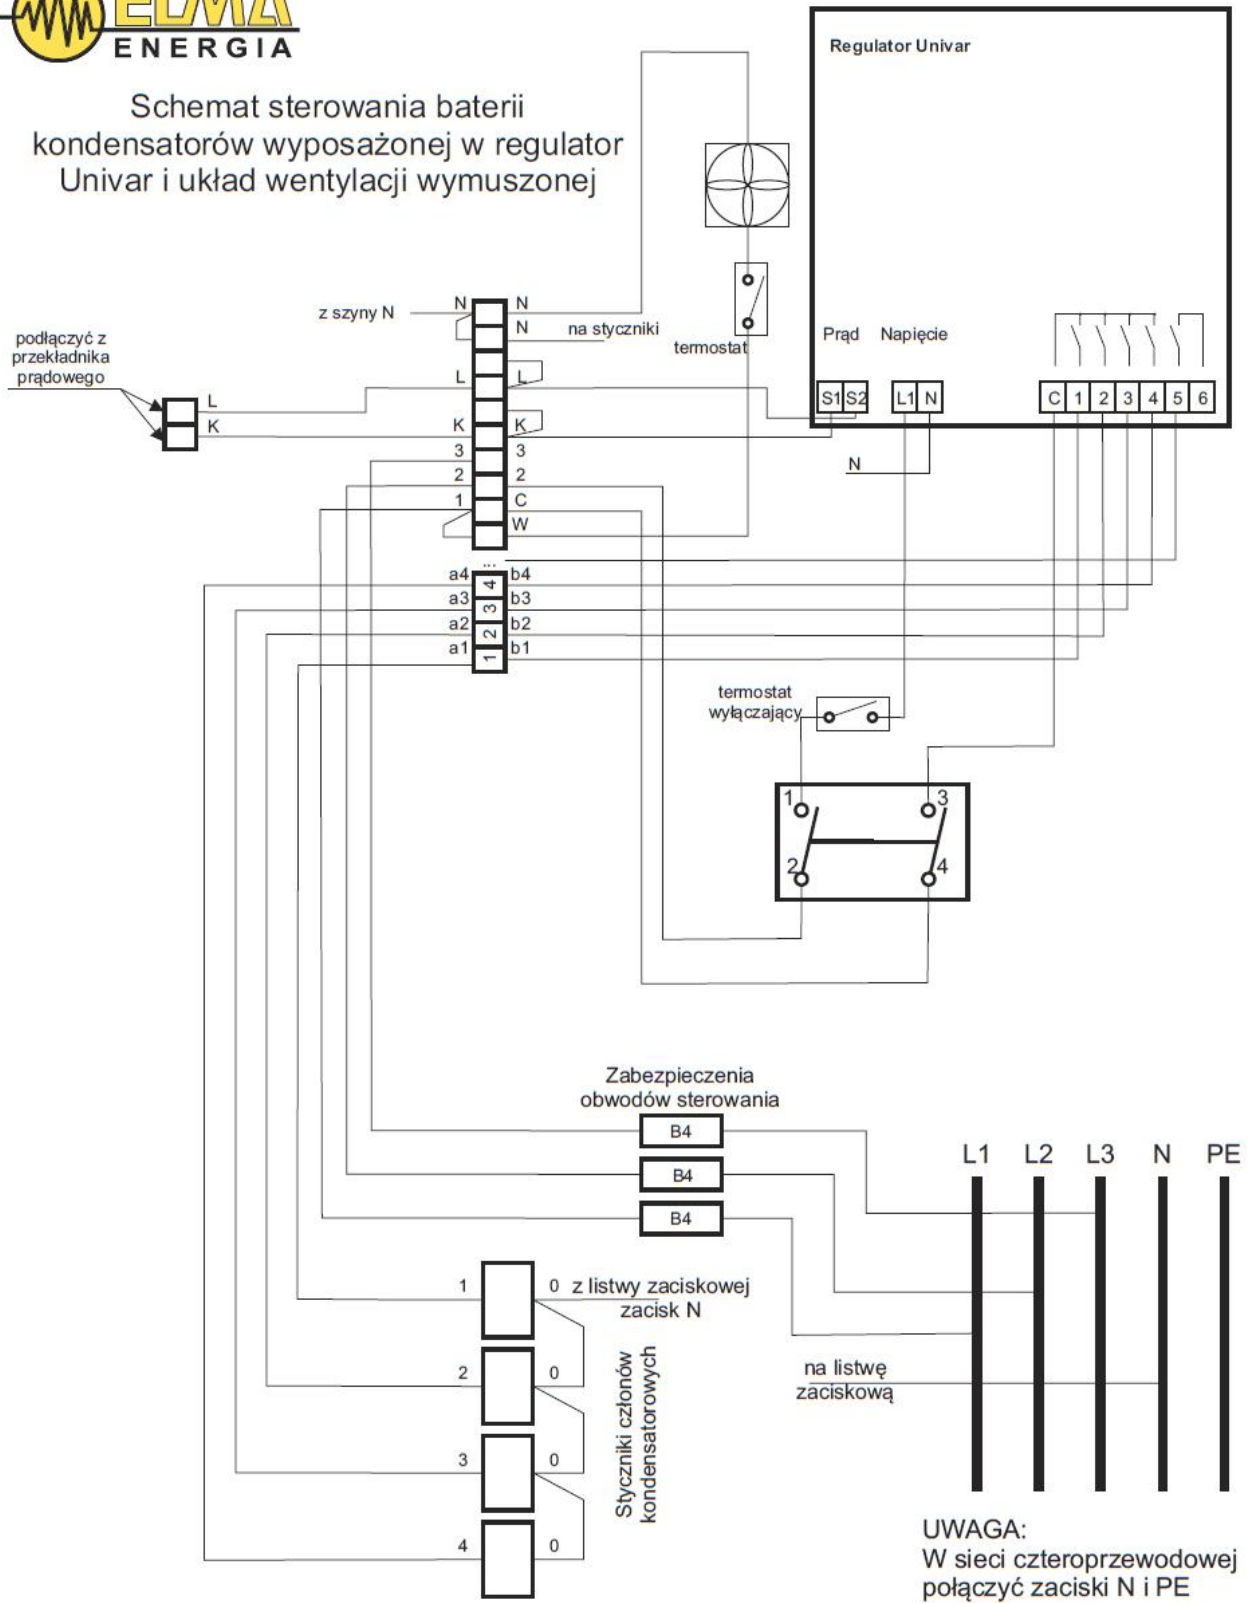 ELMA
ENERGIA
Schemat sterowania baterii
kondensatorów wyposażonej w regulator
Univar i układ wentylacji wymuszonej
Regulator Univar
Prąd Napięcie
S1 S2 L1 N C 1 2 3 4 5 6
N
termostat
z szyny N
N N
N
na styczniki
podłączyć z
przekładnika
prądowego
L
K
L L
K K
3 3
2 2
1 C
W
...
a4 4 b4
a3 3 b3
a2 2 b2
a1 1 b1
termostat
wyłączający
1 3
2 4
Zabezpieczenia
obwodów sterowania
B4
B4
B4
L1 L2 L3 N PE
1 0 z listwy zaciskowej
zacisk N
2 0
3 0
4 0
Styczniki członów
kondensatorowych
na listwę
zaciskową
UWAGA:
W sieci czteroprzewodowej
połączyć zaciski N i PE